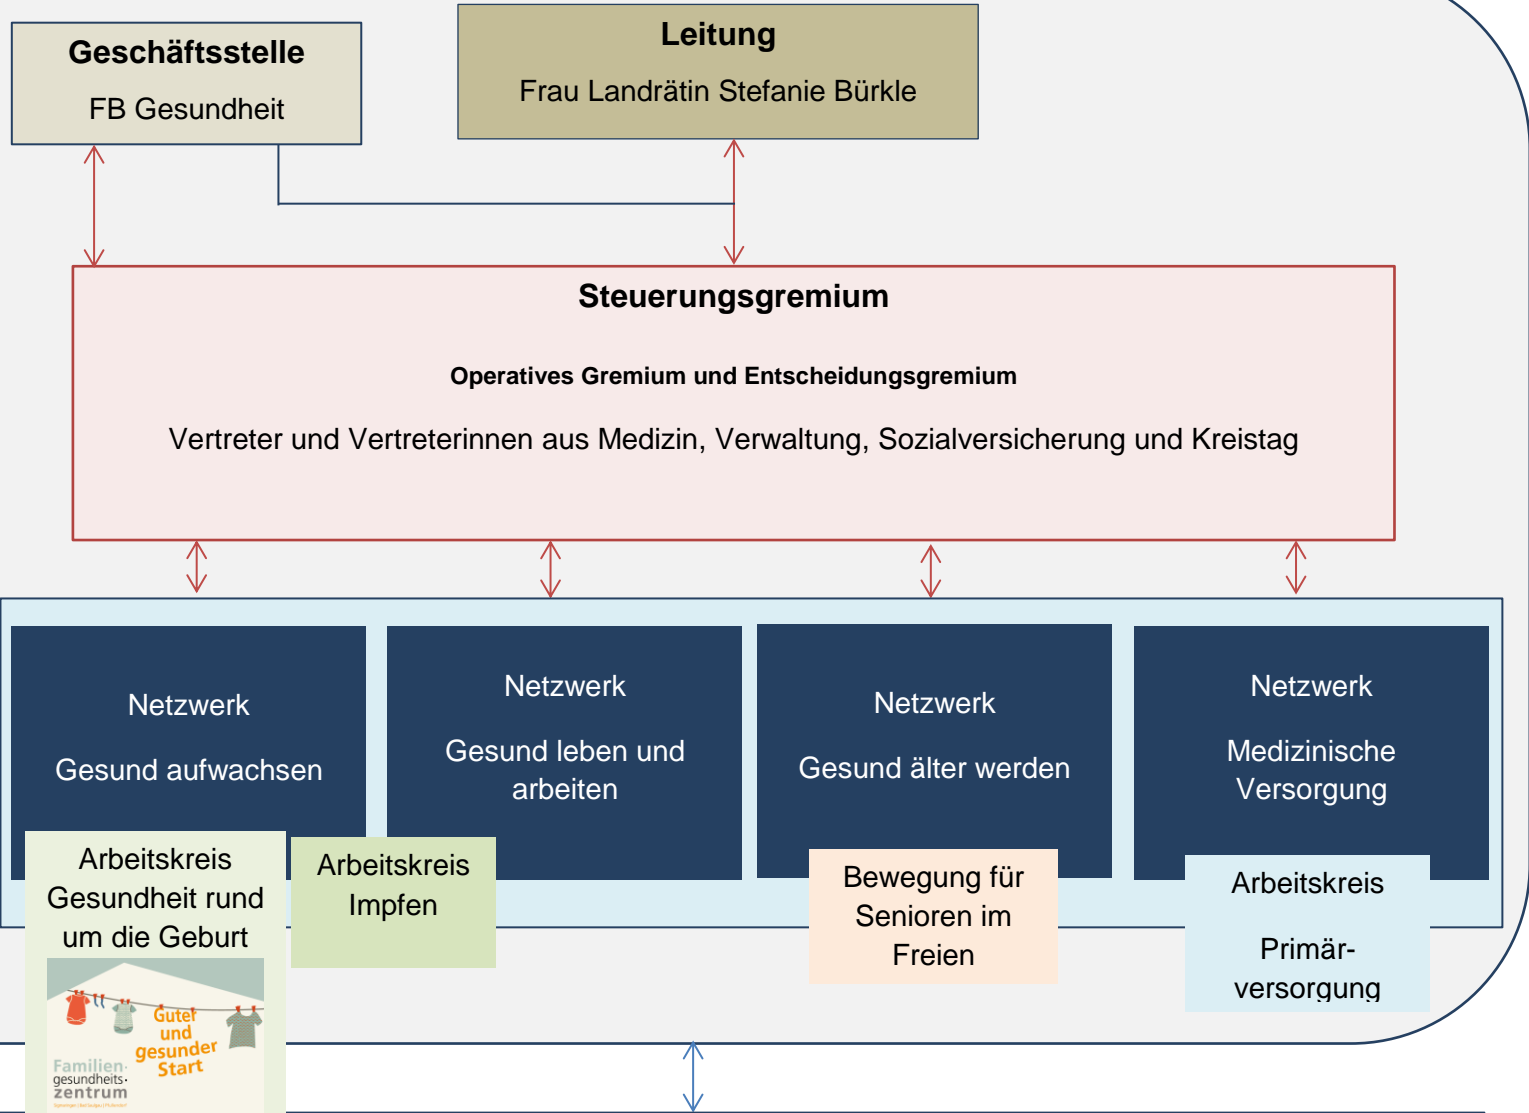 Geschäftsstelle
FB Gesundheit
Leitung
Frau Landrätin Stefanie Bürkle
Steuerungsgremium
Operatives Gremium und Entscheidungsgremium
Vertreter und Vertreterinnen aus Medizin, Verwaltung, Sozialversicherung und Kreistag
Netzwerk
Gesund aufwachsen
Netzwerk
Gesund leben und
arbeiten
Netzwerk
Gesund älter werden
Netzwerk
Medizinische
Versorgung
Arbeitskreis
Gesundheit rund
um die Geburt
Guter
und
gesunder
Start
Familien-
gesundheits-
zentrum
Arbeitskreis
Impfen
Bewegung für
Senioren im
Freien
Arbeitskreis
Primär-
versorgung